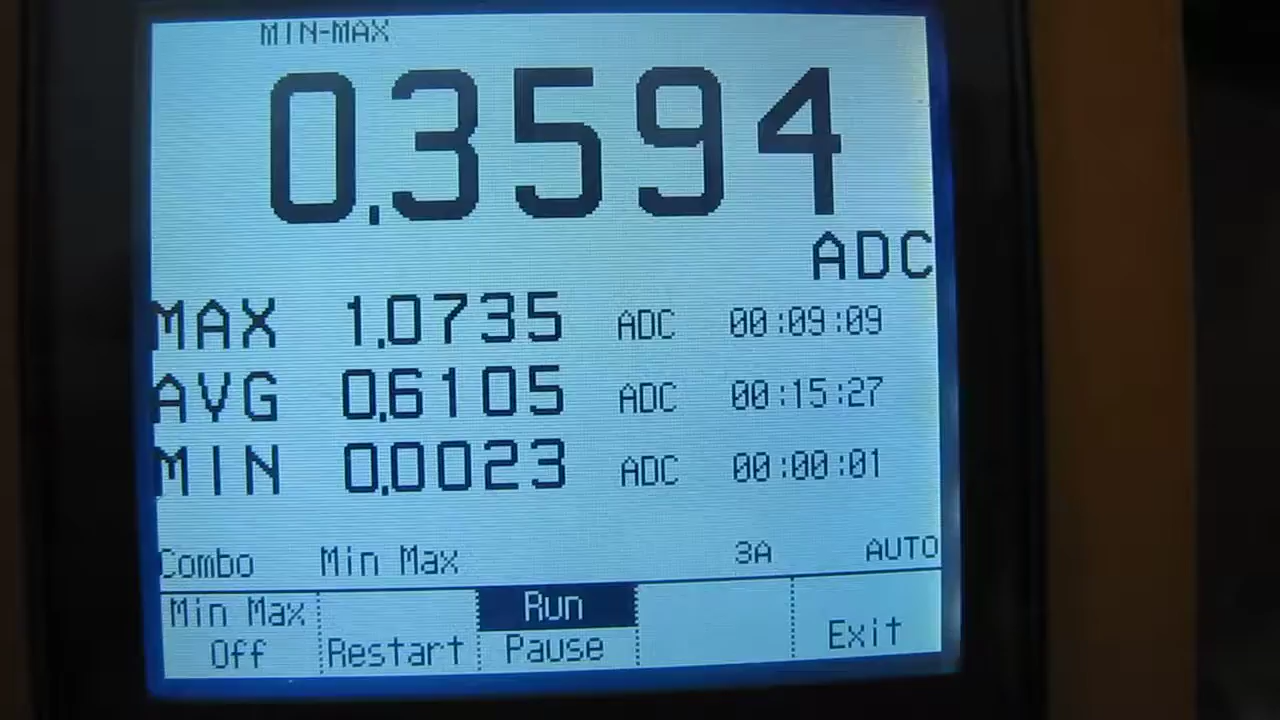 MIN-MAX
0.3594
ADC
MAX 1.0735 ADC 00:09:09
AVG 0.6105 ADC 00:15:27
MIN 0.0023 ADC 00:00:01
Combo Min Max 3A AUTO
Min Max Run
Off Restart Pause Exit